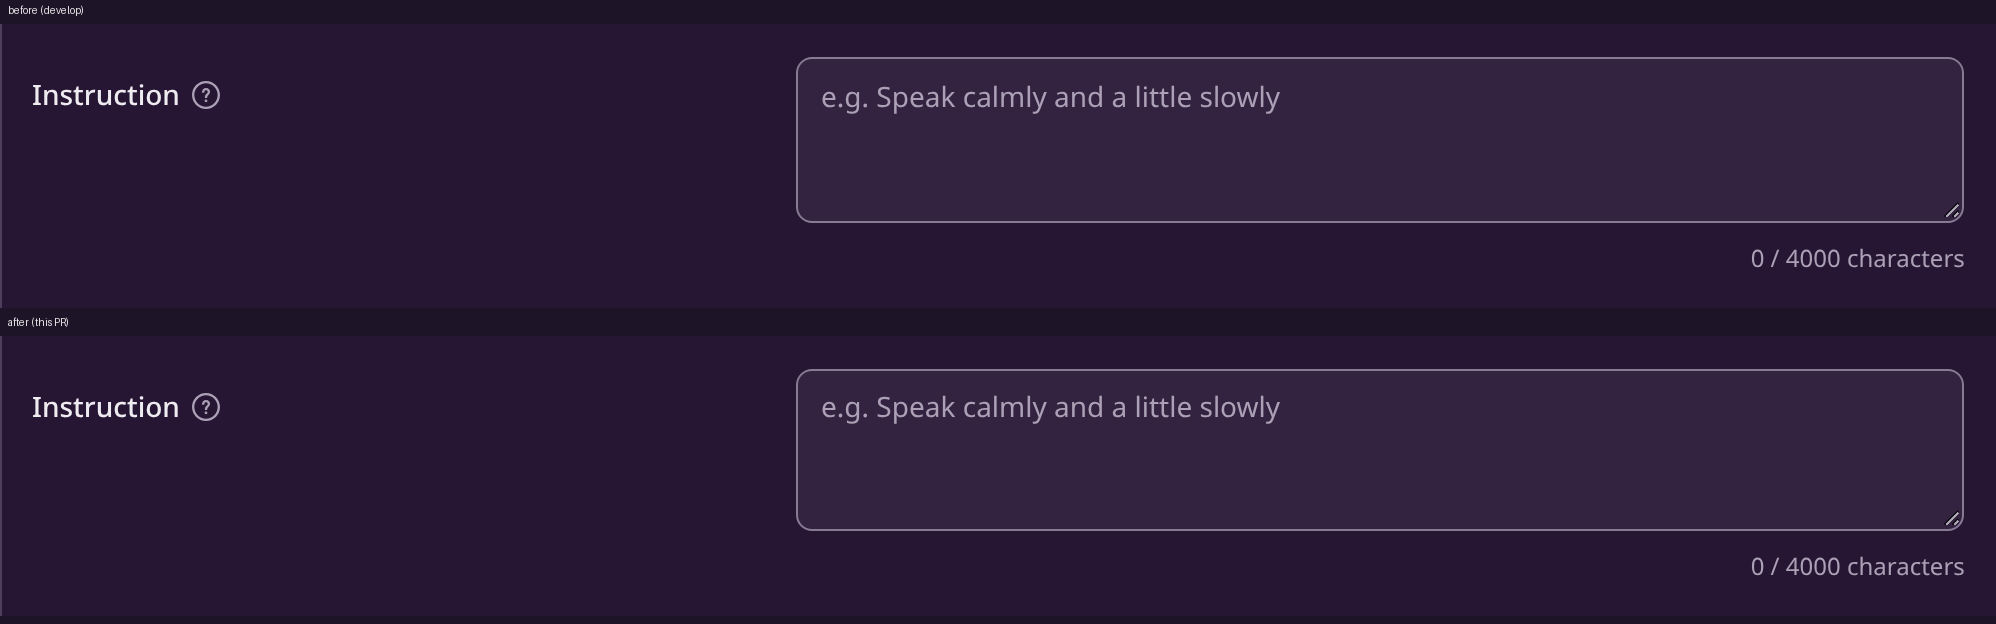 before (develop)
Instruction ?
e.g. Speak calmly and a little slowly
0 / 4000 characters
after (this PR)
Instruction ?
e.g. Speak calmly and a little slowly
0 / 4000 characters